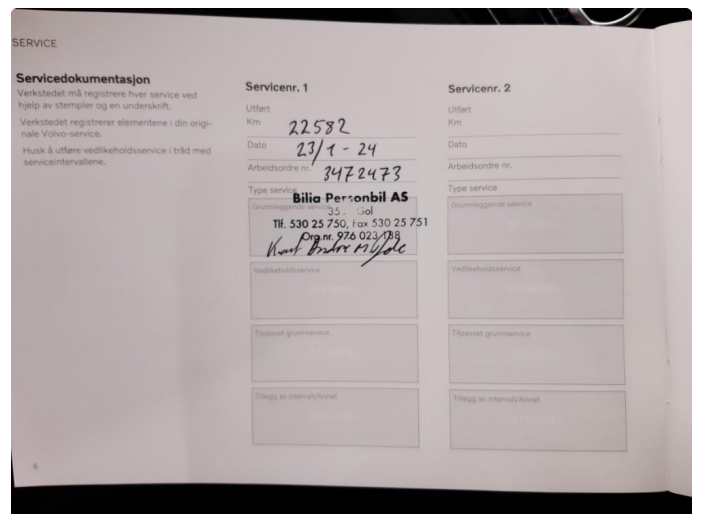 SERVICE
Servicedokumentasjon
Verkstedet må registrere hver service ved
hjelp av stempler og en underskrift.
Verkstedet registrerer elementene i din origi-
nale Volvo-service.
Husk å utføre vedlikeholdsservice i tråd med
serviceintervallene.
Servicenr. 1
Utført
Km 22582
Dato 23/1 - 24
Arbeidsordre nr. 3472473
Type service
Grunnleggende service
Bilia Personbil AS
Gol
Tlf. 530 25 750, Fax 530 25 751
Org.nr. 976 023 188
Vedlikeholdsservice
Tilpasset grunnservice
Tillegg av intervall/Annet
Servicenr. 2
Utført
Km
Dato
Arbeidsordre nr.
Type service
Grunnleggende service
Vedlikeholdsservice
Tilpasset grunnservice
Tillegg av intervall/Annet
6